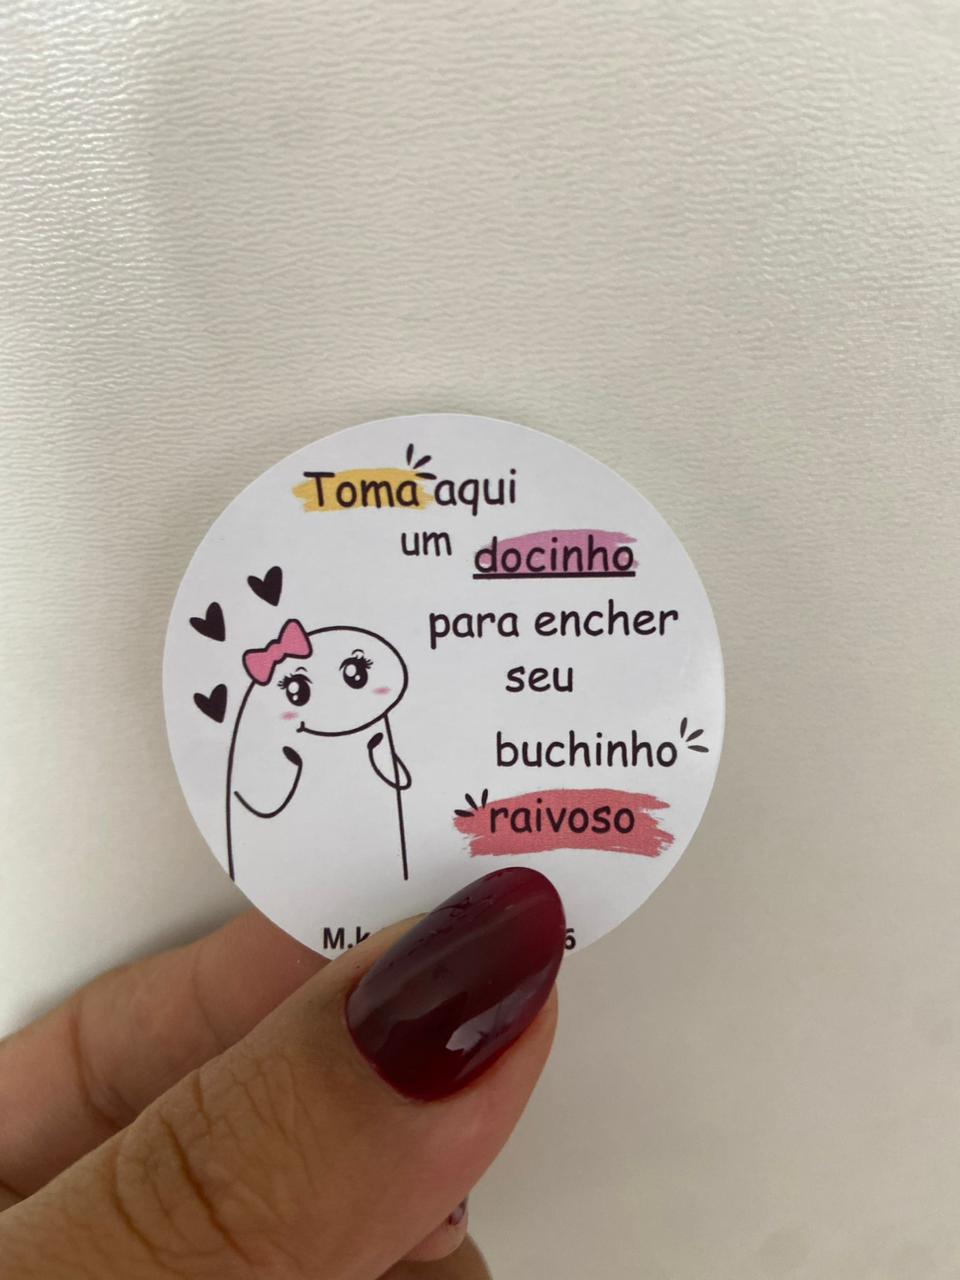 Toma aqui
um docinho
para encher
seu
buchinho
raivoso